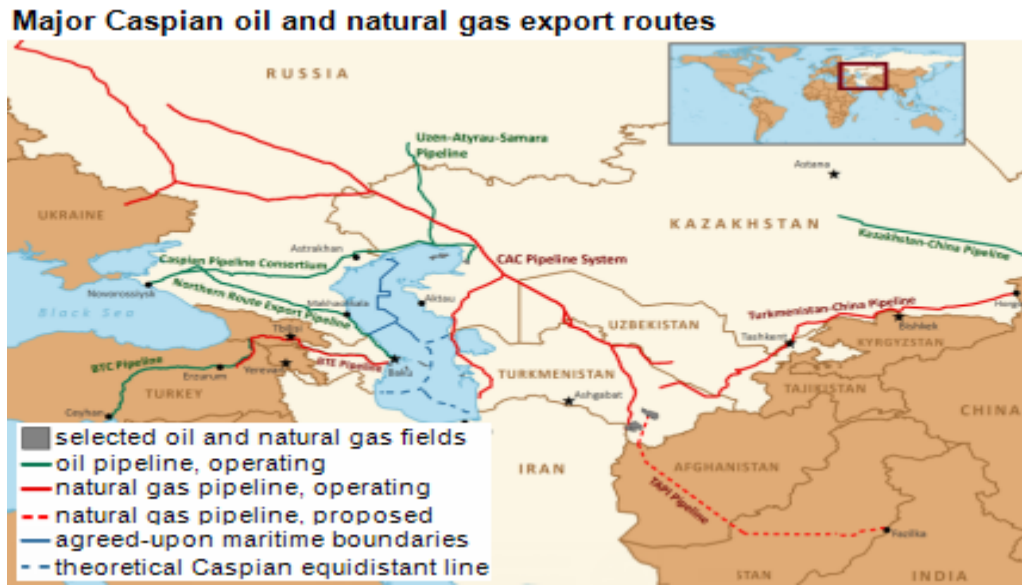 Major Caspian oil and natural gas export routes
RUSSIA
Uzen-Atyrau-Samara
Pipeline
Astana
UKRAINE
KAZAKHSTAN
Kazakhstan-China Pipeline
Astrakhan
Caspian Pipeline Consortium
CAC Pipeline System
Novorossiysk
Northern Route Export Pipeline
Makhachkala
Aktau
Turkmenistan-China Pipeline
Black Sea
Tbilisi
UZBEKISTAN
Bishkek
Tashkent
KYRGYZSTAN
BTC Pipeline
Erzurum
Yerevan
BTE Pipeline
Baku
TURKMENISTAN
TURKEY
Ashgabat
TAJIKISTAN
Ceyhan
CHINA
selected oil and natural gas fields
oil pipeline, operating
IRAN
AFGHANISTAN
natural gas pipeline, operating
TAPI Pipeline
natural gas pipeline, proposed
Fazilka
agreed-upon maritime boundaries
theoretical Caspian equidistant line
STAN
INDIA